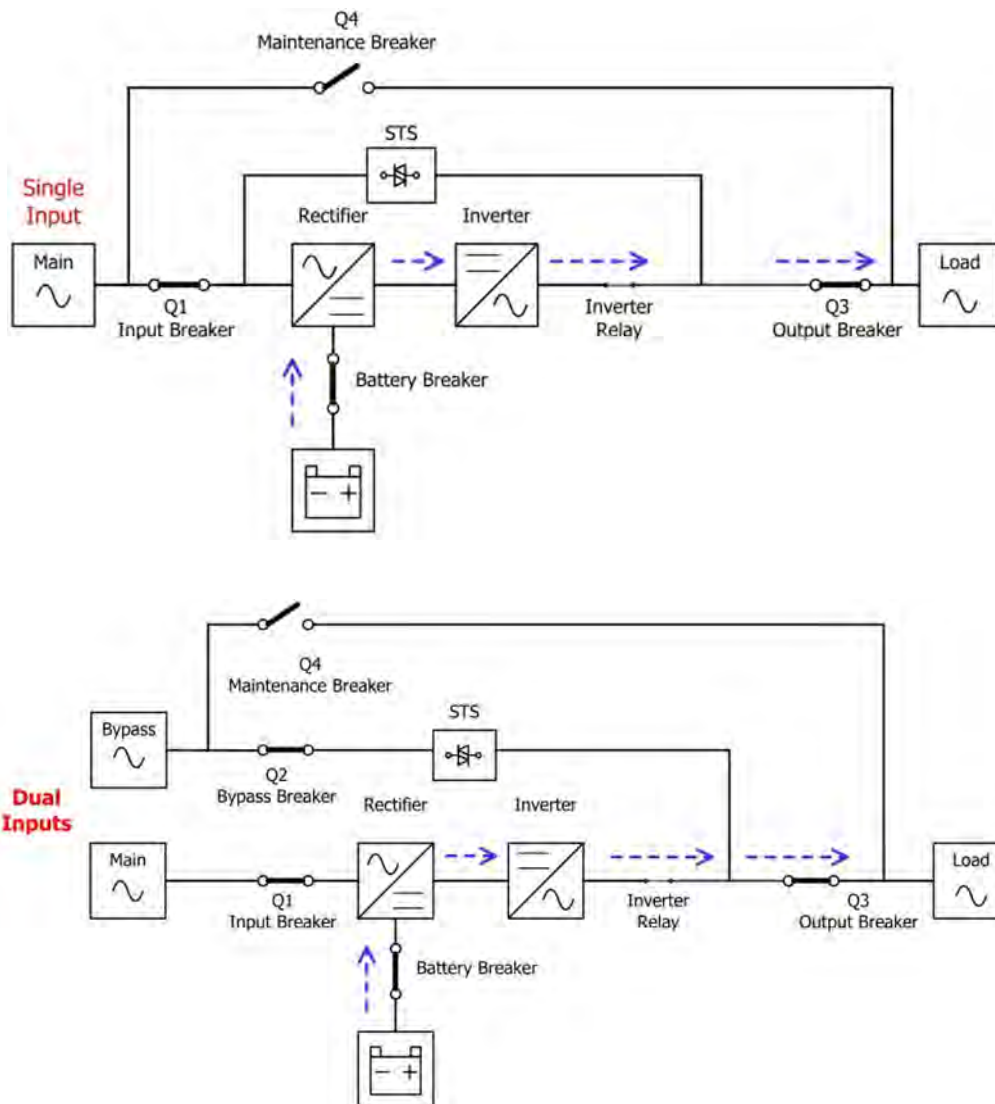 Q4
Maintenance Breaker
STS
Single
Input
Rectifier
Inverter
Main
Load
Q1
Input Breaker
Inverter
Relay
Q3
Output Breaker
Battery Breaker
- +
Q4
Maintenance Breaker
STS
Bypass
Q2
Bypass Breaker
Dual
Inputs
Rectifier
Inverter
Main
Load
Q1
Input Breaker
Inverter
Relay
Q3
Output Breaker
Battery Breaker
- +